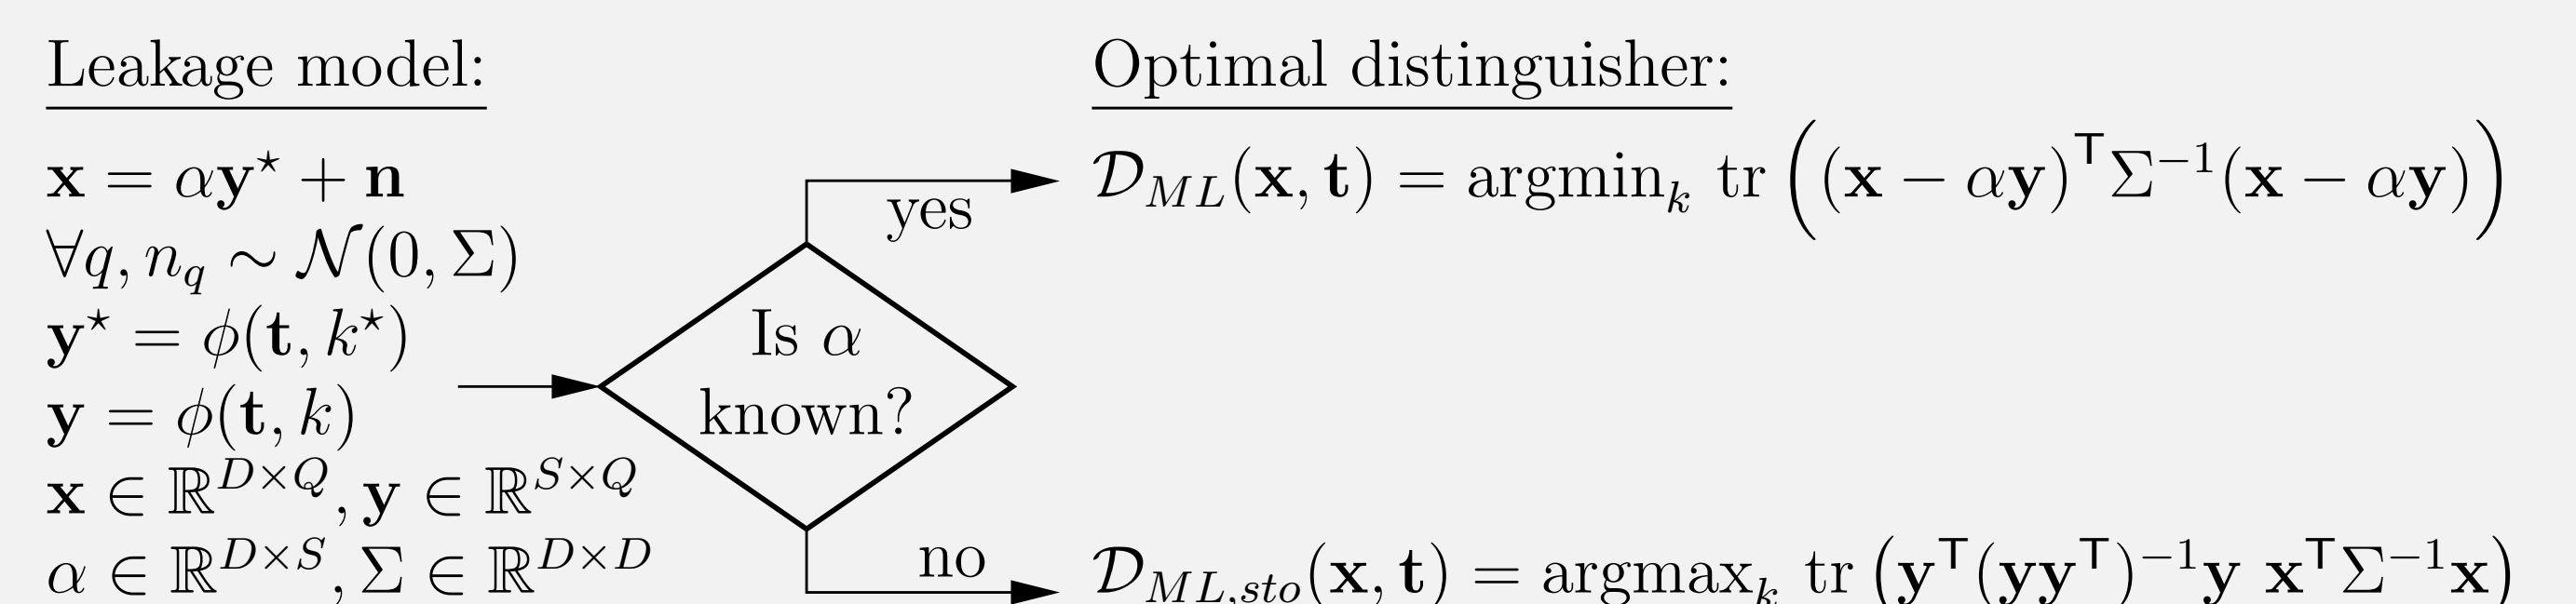 Leakage model:
𝐱 = α𝐲⋆ + 𝐧
∀q, n_q ∼ 𝒩(0, Σ)
𝐲⋆ = ϕ(𝐭, k⋆)
𝐲 = ϕ(𝐭, k)
𝐱 ∈ ℝ^{D×Q}, 𝐲 ∈ ℝ^{S×Q}
α ∈ ℝ^{D×S}, Σ ∈ ℝ^{D×D}
Is α
known?
yes
no
Optimal distinguisher:
𝒟_{ML}(𝐱, 𝐭) = argmin_k tr ((𝐱 − α𝐲)^⊤ Σ^{−1}(𝐱 − α𝐲))
𝒟_{ML,sto}(𝐱, 𝐭) = argmax_k tr (𝐲^⊤(𝐲𝐲^⊤)^{−1}𝐲 𝐱^⊤Σ^{−1}𝐱)